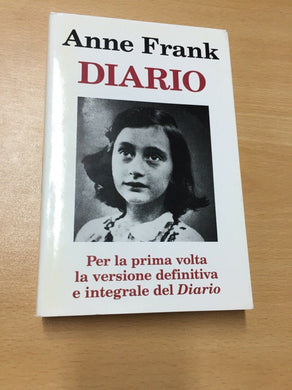 Anne Frank
DIARIO
Per la prima volta
la versione definitiva
e integrale del Diario